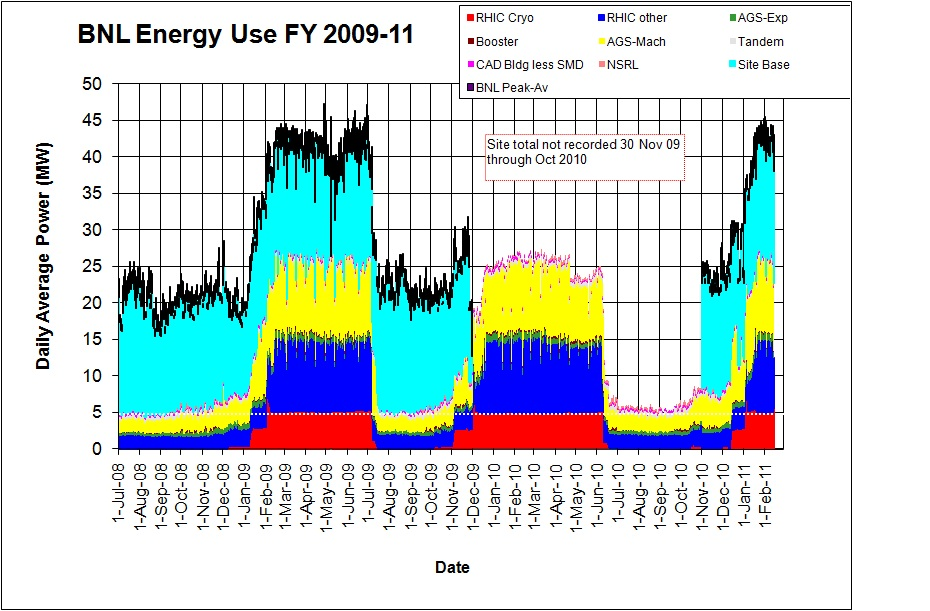 BNL Energy Use FY 2009-11
RHIC Cryo
RHIC other
AGS-Exp
Booster
AGS-Mach
Tandem
CAD Bldg less SMD
NSRL
Site Base
BNL Peak-Av
Site total not recorded 30 Nov 09
through Oct 2010
Daily Average Power (MW)
50
45
40
35
30
25
20
15
10
5
0
1-Jul-08
1-Aug-08
1-Sep-08
1-Oct-08
1-Nov-08
1-Dec-08
1-Jan-09
1-Feb-09
1-Mar-09
1-Apr-09
1-May-09
1-Jun-09
1-Jul-09
1-Aug-09
1-Sep-09
1-Oct-09
1-Nov-09
1-Dec-09
1-Jan-10
1-Feb-10
1-Mar-10
1-Apr-10
1-May-10
1-Jun-10
1-Jul-10
1-Aug-10
1-Sep-10
1-Oct-10
1-Nov-10
1-Dec-10
1-Jan-11
1-Feb-11
Date